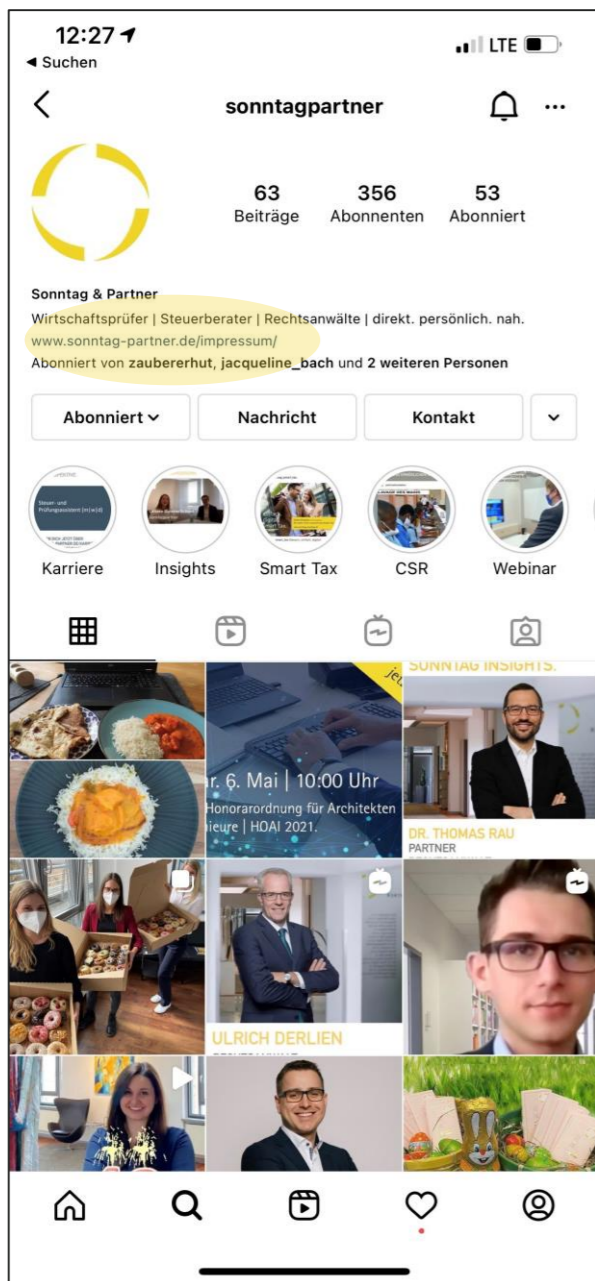 12:27
LTE
◀ Suchen
sonntagpartner
63 356 53
Beiträge Abonnenten Abonniert
Sonntag & Partner
Wirtschaftsprüfer | Steuerberater | Rechtsanwälte | direkt. persönlich. nah.
www.sonntag-partner.de/impressum/
Abonniert von zaubererhut, jacqueline_bach und 2 weiteren Personen
Abonniert Nachricht Kontakt
Steuer- und
Prüfungsassistent (m|w|d)
Karriere Insights Smart Tax CSR Webinar
SONNTAG INSIGHTS.
6. Mai | 10:00 Uhr
Honorarordnung für Architekten
nieure | HOAI 2021.
DR. THOMAS RAU
PARTNER
ULRICH DERLIEN